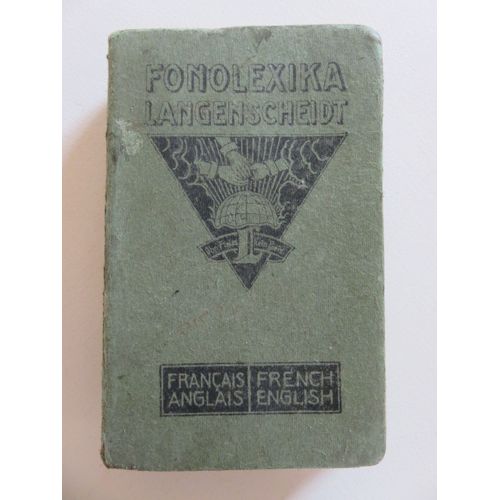 FONOLEXIKA
LANGENSCHEIDT
L
FRANÇAIS FRENCH
ANGLAIS ENGLISH